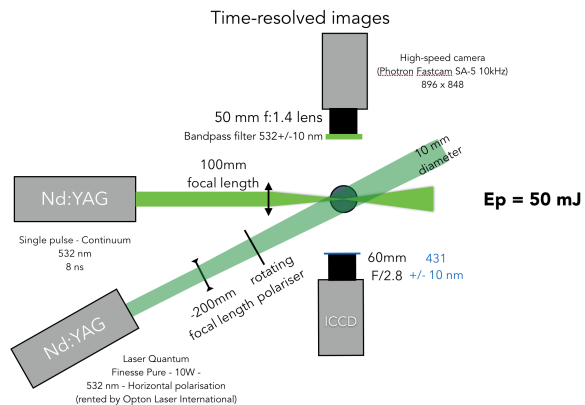 Time-resolved images
High-speed camera
(Photron Fastcam SA-5 10kHz)
896 x 848
50 mm f:1.4 lens
Bandpass filter 532+/-10 nm
10 mm
diameter
100mm
focal length
Nd:YAG
Ep = 50 mJ
Single pulse - Continuum
532 nm
8 ns
60mm
F/2.8
431
+/- 10 nm
rotating
polariser
-200mm
focal length
ICCD
Nd:YAG
Laser Quantum
Finesse Pure - 10W -
532 nm - Horizontal polarisation
(rented by Opton Laser International)